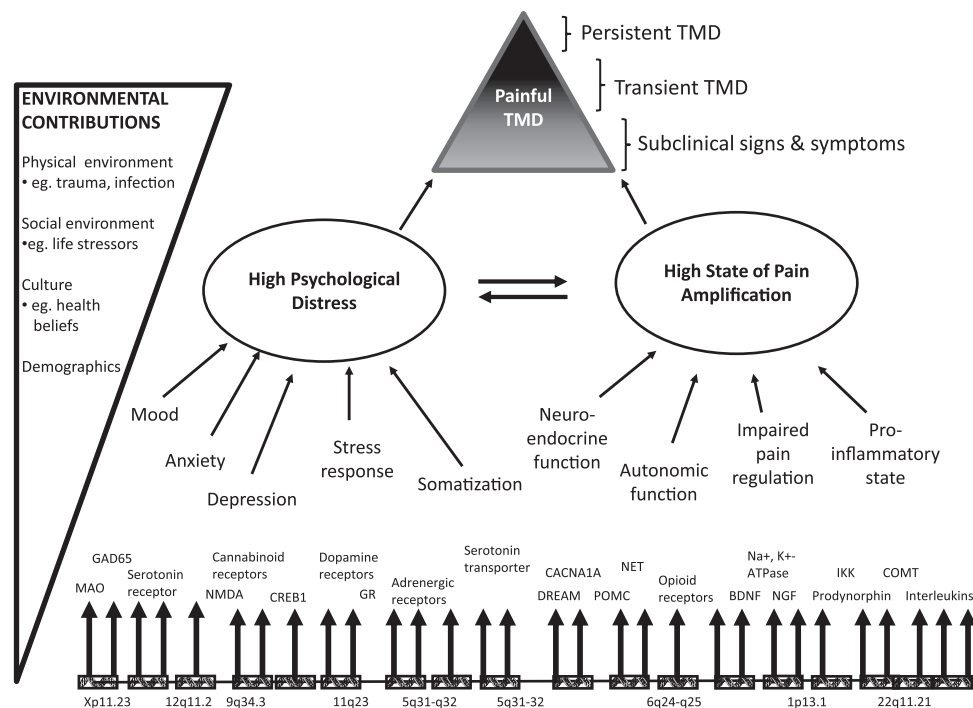 Persistent TMD
Painful
TMD
Transient TMD
Subclinical signs & symptoms
ENVIRONMENTAL
CONTRIBUTIONS
Physical environment
• eg. trauma, infection
Social environment
•eg. life stressors
Culture
• eg. health
beliefs
Demographics
High Psychological
Distress
High State of Pain
Amplification
Mood
Anxiety
Depression
Stress
response
Somatization
Neuro-
endocrine
function
Autonomic
function
Impaired
pain
regulation
Pro-
inflammatory
state
MAO
GAD65
Serotonin
receptor
Cannabinoid
receptors
NMDA
CREB1
Dopamine
receptors
GR
Adrenergic
receptors
Serotonin
transporter
DREAM
CACNA1A
POMC
NET
Opioid
receptors
BDNF
Na+, K+-
ATPase
NGF
Prodynorphin
IKK
COMT
Interleukins
Xp11.23
12q11.2
9q34.3
11q23
5q31-q32
5q31-32
6q24-q25
1p13.1
22q11.21